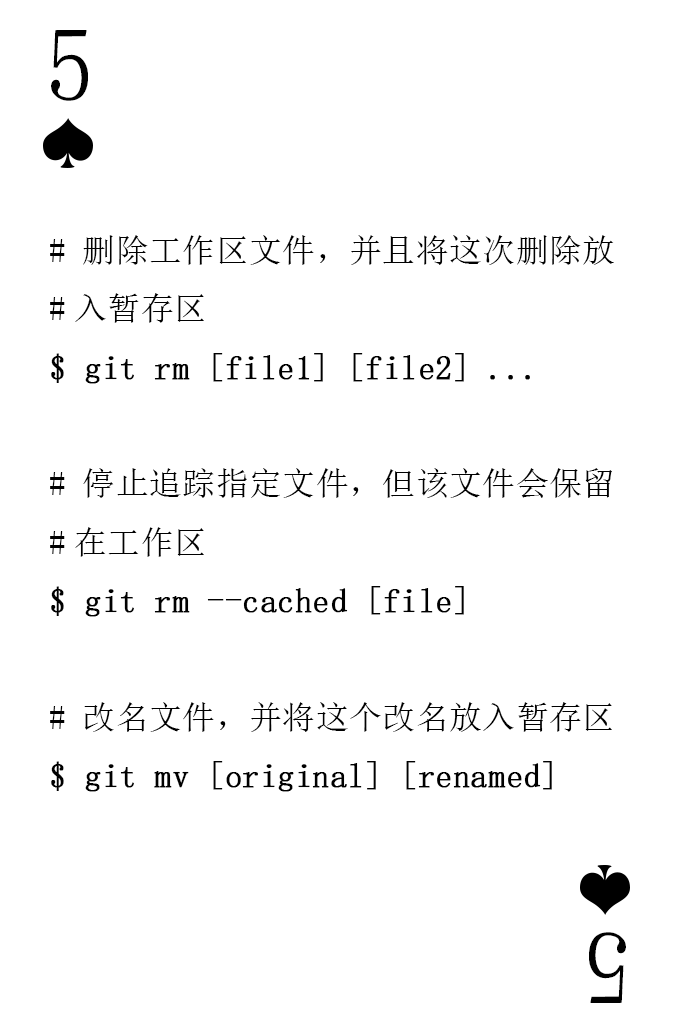 5
# 删除工作区文件，并且将这次删除放
# 入暂存区
$ git rm [file1] [file2] ...
# 停止追踪指定文件，但该文件会保留
# 在工作区
$ git rm --cached [file]
# 改名文件，并将这个改名放入暂存区
$ git mv [original] [renamed]
5